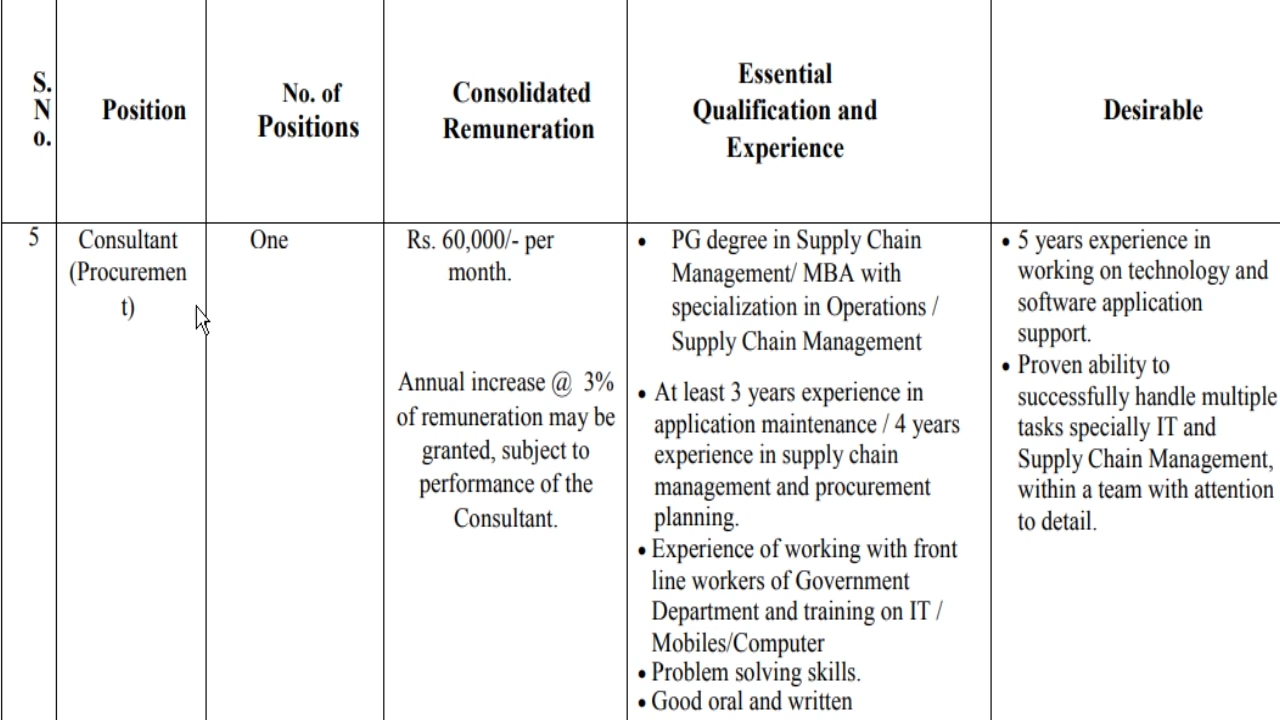 S.
N
o.
Position
No. of
Positions
Consolidated
Remuneration
Essential
Qualification and
Experience
Desirable
5
Consultant
(Procuremen
t)
One
Rs. 60,000/- per
month.
Annual increase @ 3%
of remuneration may be
granted, subject to
performance of the
Consultant.
• PG degree in Supply Chain
Management/ MBA with
specialization in Operations /
Supply Chain Management
• At least 3 years experience in
application maintenance / 4 years
experience in supply chain
management and procurement
planning.
• Experience of working with front
line workers of Government
Department and training on IT /
Mobiles/Computer
• Problem solving skills.
• Good oral and written
• 5 years experience in
working on technology and
software application
support.
• Proven ability to
successfully handle multiple
tasks specially IT and
Supply Chain Management,
within a team with attention
to detail.